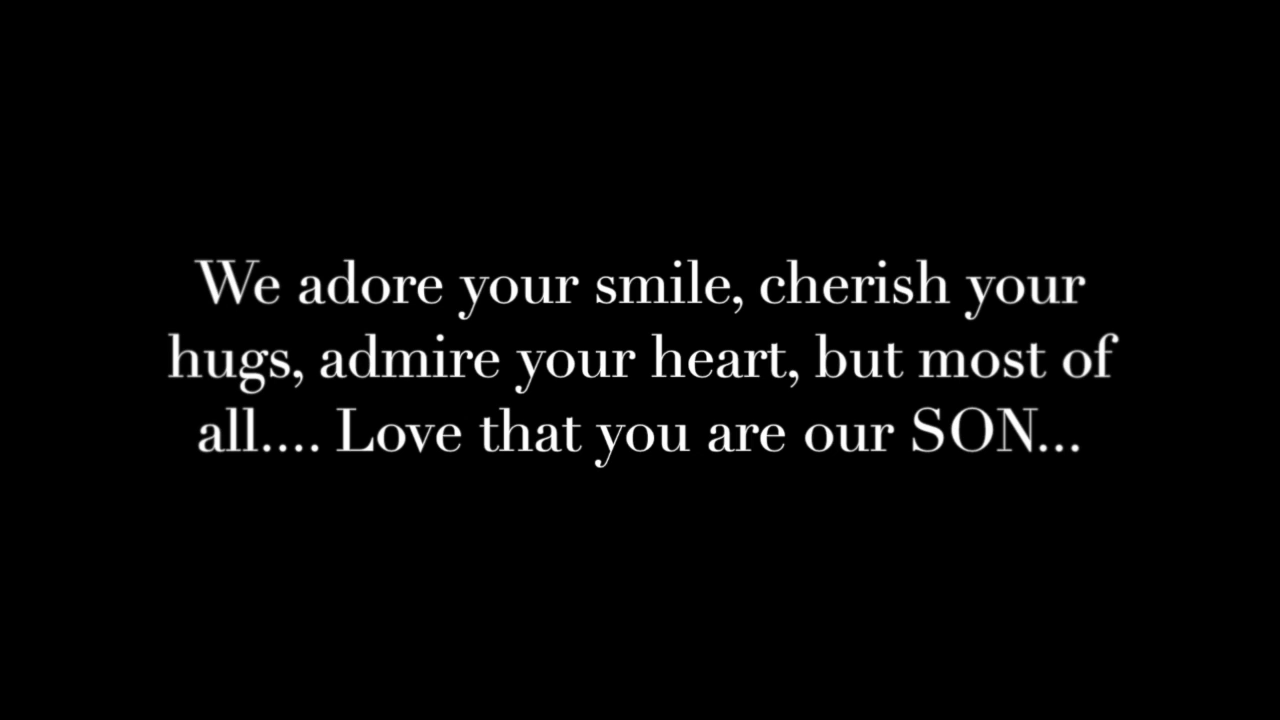 We adore your smile, cherish your
hugs, admire your heart, but most of
all.... Love that you are our SON...